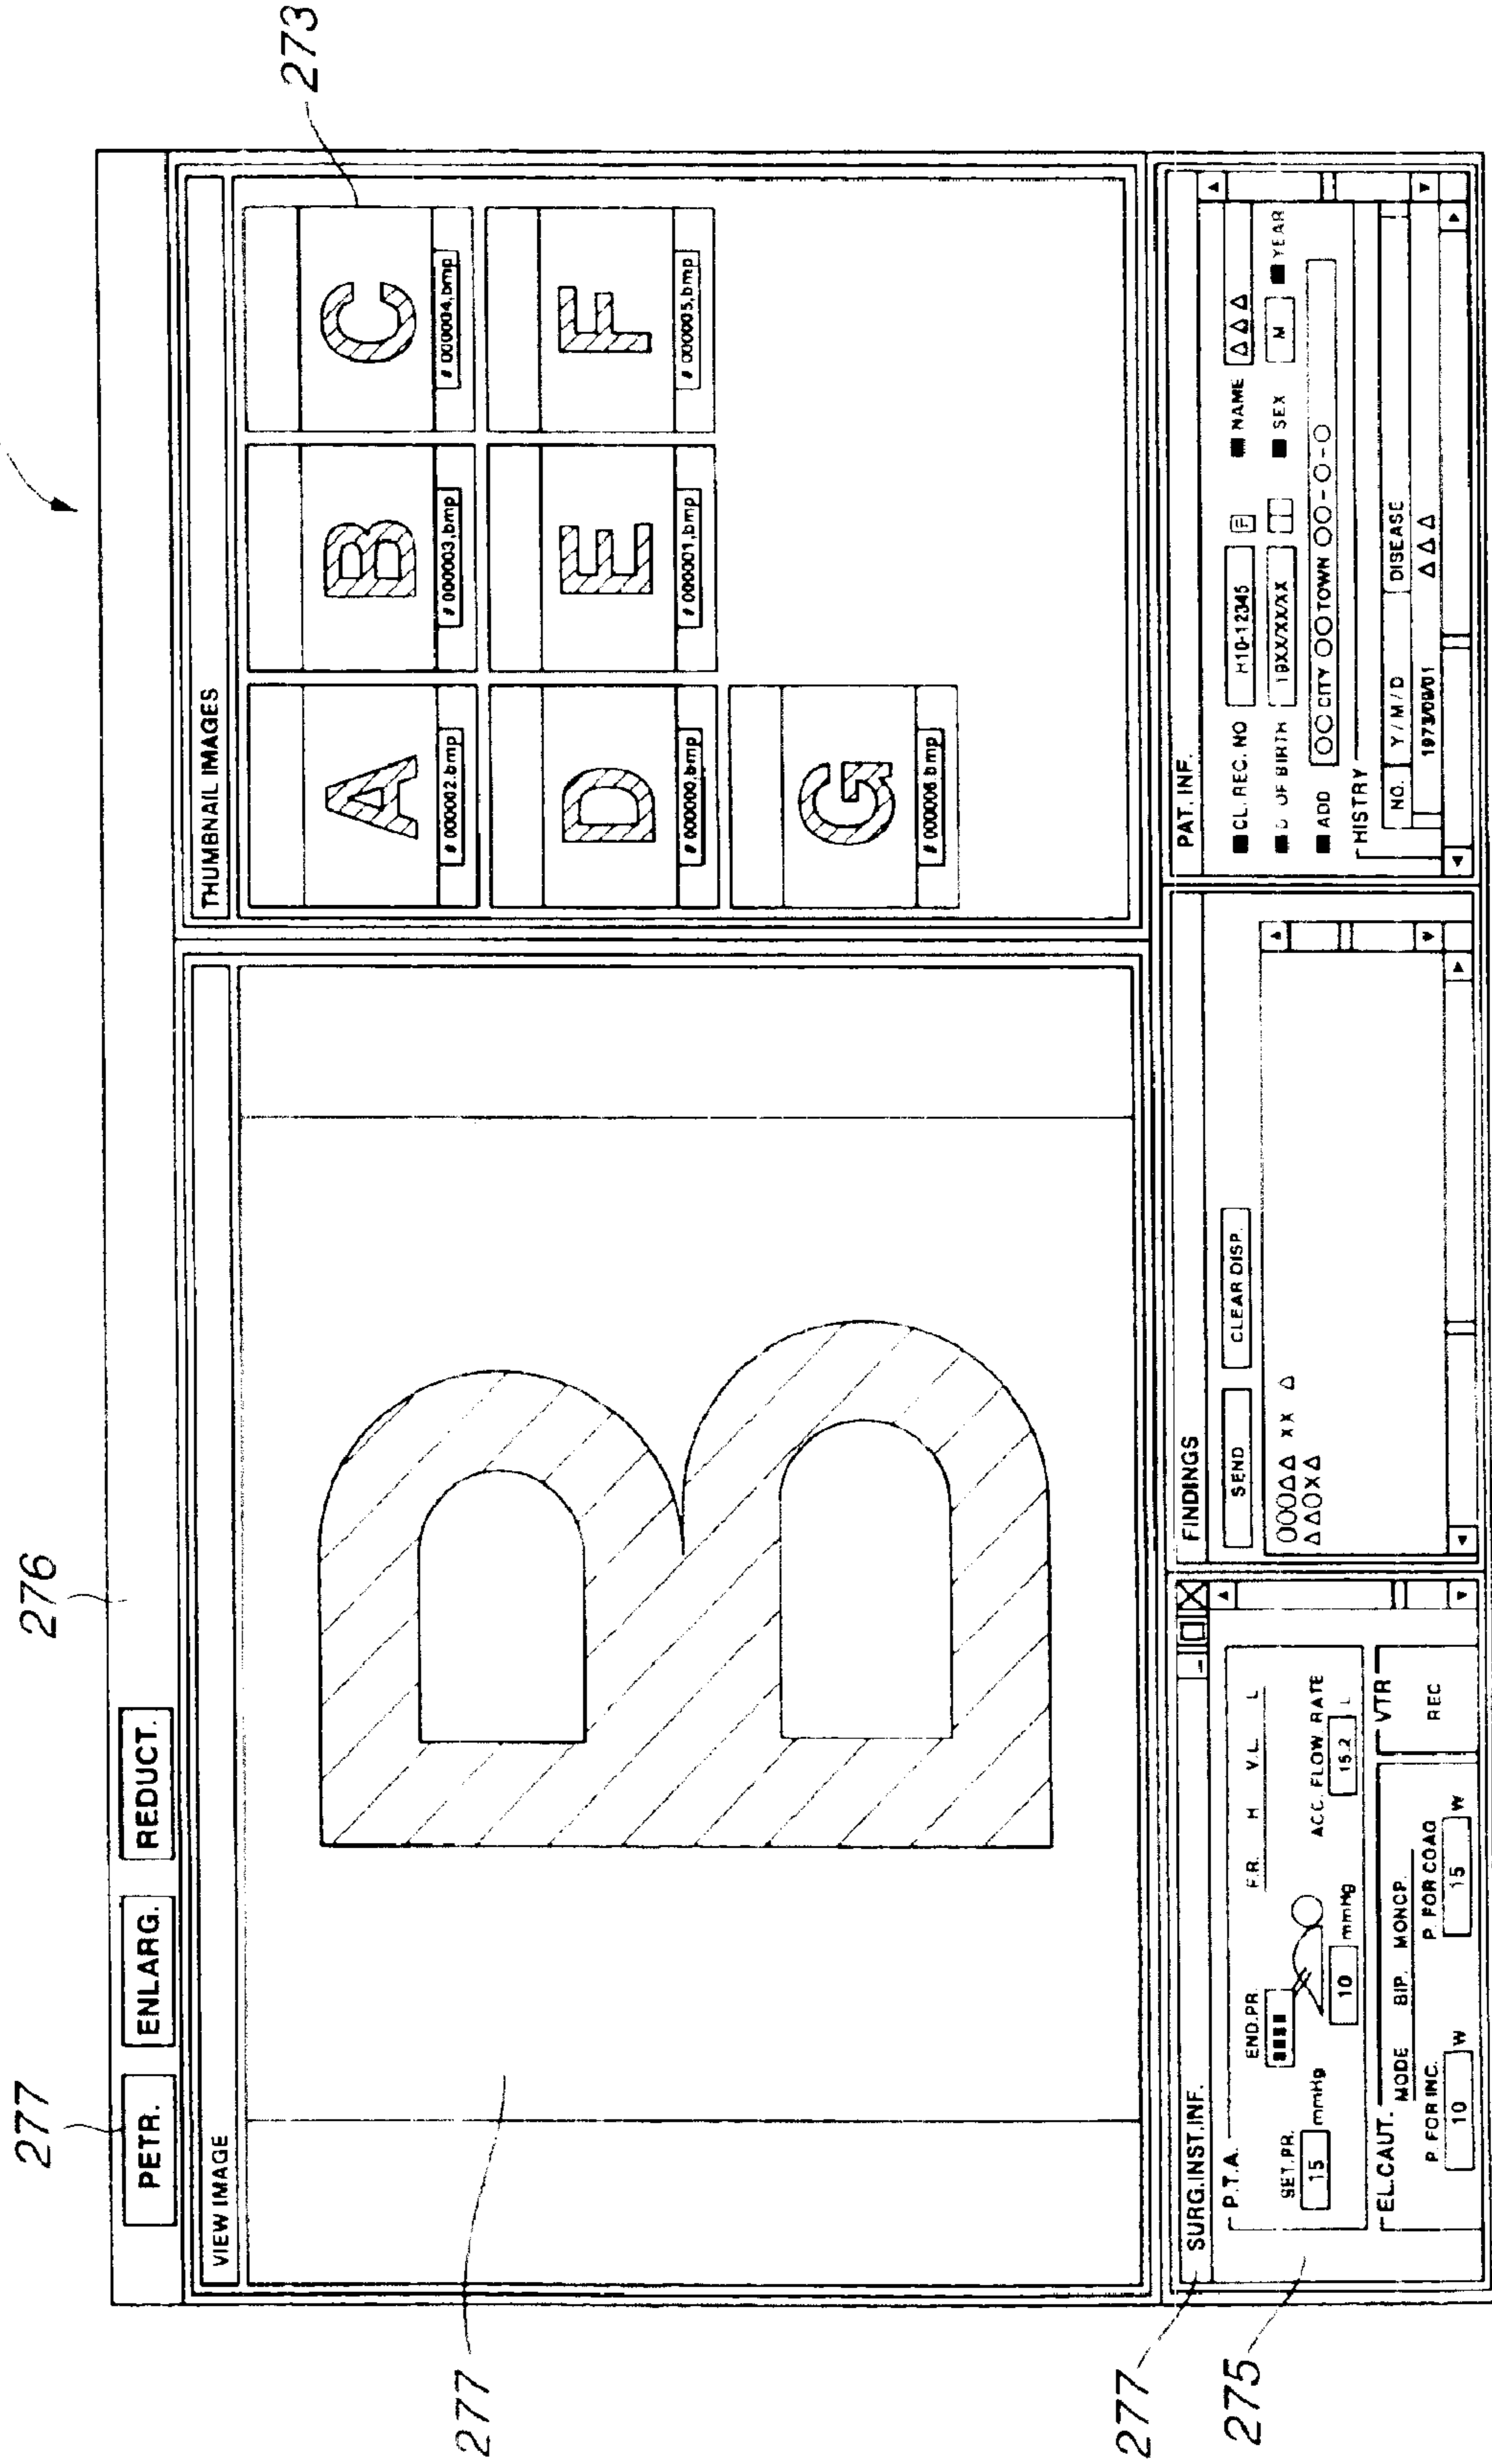 276
277
PETR. ENLARG. REDUCT.
VIEW IMAGE
B
277
THUMBNAIL IMAGES
273
A B C
# 000002.bmp # 000003,bmp # 000004,bmp
D E F
# 000000,bmp # 000001,bmp # 000005,bmp
G
# 000006 bmp
277
SURG.INST.INF.
275
P.T.A.
END.PR. F.R. H V.L. L
SET.PR.
15 mmHg
10 mmHg
ACC. FLOW. RATE
15.2 L
EL.CAUT.
MODE BIP. MONOP.
P. FOR INC. P. FOR COAG
10 W 15 W
VTR
REC
FINDINGS
SEND CLEAR DISP.
OOO△△ XX △
△△OX△
PAT. INF.
■ CL. REC. NO H10-12345 F ■ NAME △△△
■ D OF BIRTH 19XX/XX/XX ■ SEX M ■ YEAR
■ ADD ○○ CITY ○○ TOWN ○○-○-○
HISTRY
NO. Y/M/D DISEASE
1973/09/01 △△△